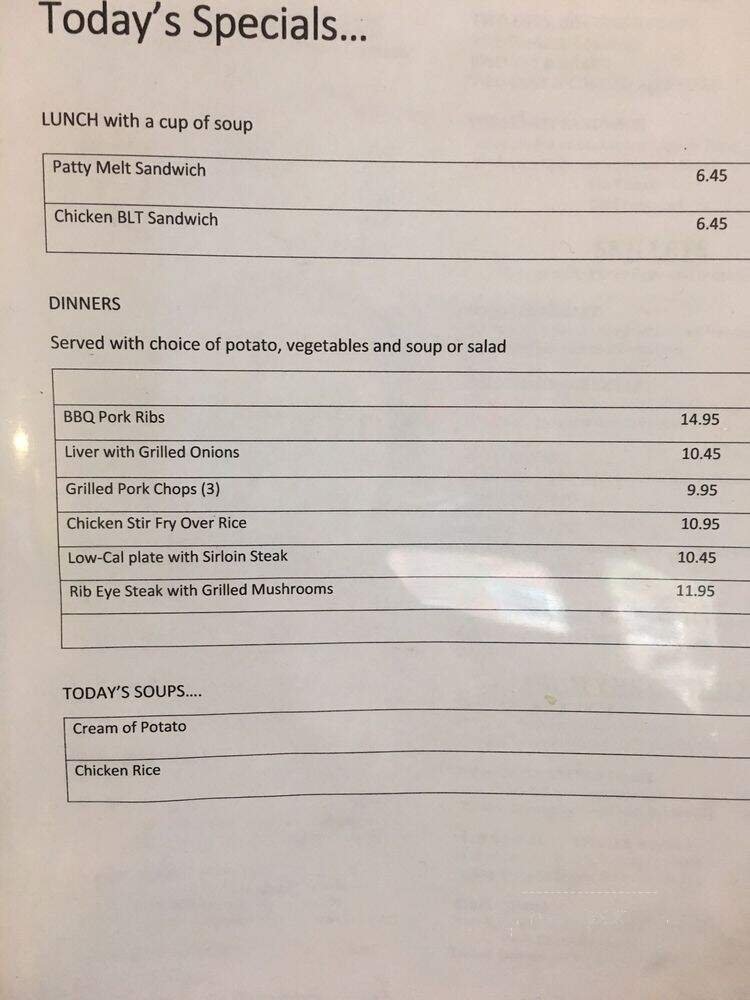 Today's Specials...
LUNCH with a cup of soup
Patty Melt Sandwich 6.45
Chicken BLT Sandwich 6.45
DINNERS
Served with choice of potato, vegetables and soup or salad
BBQ Pork Ribs 14.95
Liver with Grilled Onions 10.45
Grilled Pork Chops (3) 9.95
Chicken Stir Fry Over Rice 10.95
Low-Cal plate with Sirloin Steak 10.45
Rib Eye Steak with Grilled Mushrooms 11.95
TODAY'S SOUPS....
Cream of Potato
Chicken Rice